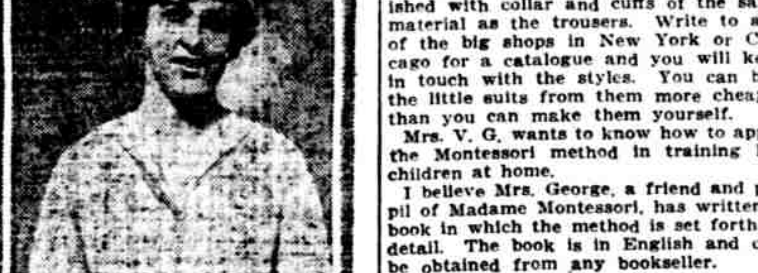 ished with collar and cuffs of the
material as the trousers. Write to
of the big shops in New York or
cago for a catalogue and you will
in touch with the styles. You can
the little suits from them more
than you can make them yourself.
Mrs. V. G. wants to know how to
the Montessori method in training
children at home.
I believe Mrs. George, a friend and
pil of Madame Montessori, has written
book in which the method is set forth
detail. The book is in English and
be obtained from any bookseller.